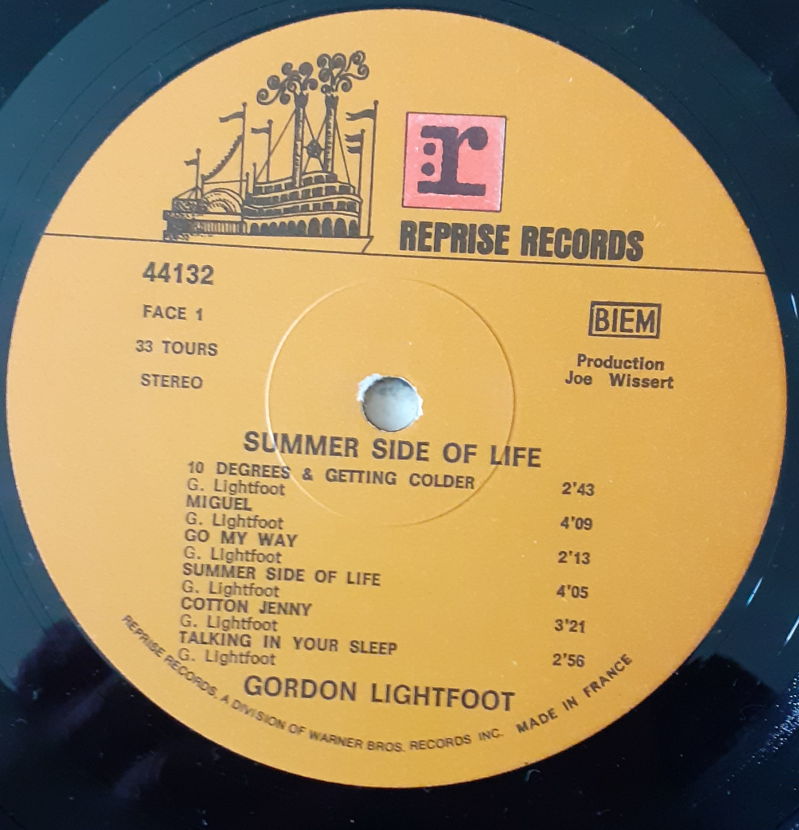 r
REPRISE RECORDS
44132
FACE 1
33 TOURS
STEREO
BIEM
Production
Joe Wissert
SUMMER SIDE OF LIFE
10 DEGREES & GETTING COLDER
G. Lightfoot 2'43
MIGUEL
G. Lightfoot 4'09
GO MY WAY
G. Lightfoot 2'13
SUMMER SIDE OF LIFE
G. Lightfoot 4'05
COTTON JENNY
G. Lightfoot 3'21
TALKING IN YOUR SLEEP
G. Lightfoot 2'56
GORDON LIGHTFOOT
REPRISE RECORDS, A DIVISION OF WARNER BROS. RECORDS INC. MADE IN FRANCE